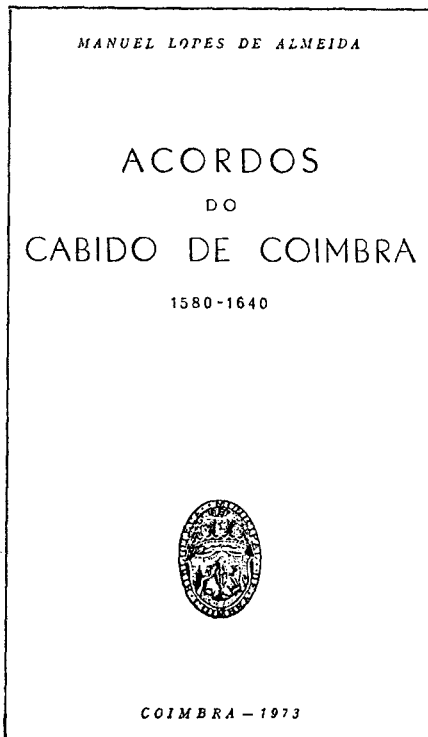 MANUEL LOPES DE ALMEIDA
ACORDOS
DO
CABIDO DE COIMBRA
1580-1640
COIMBRA — 1973